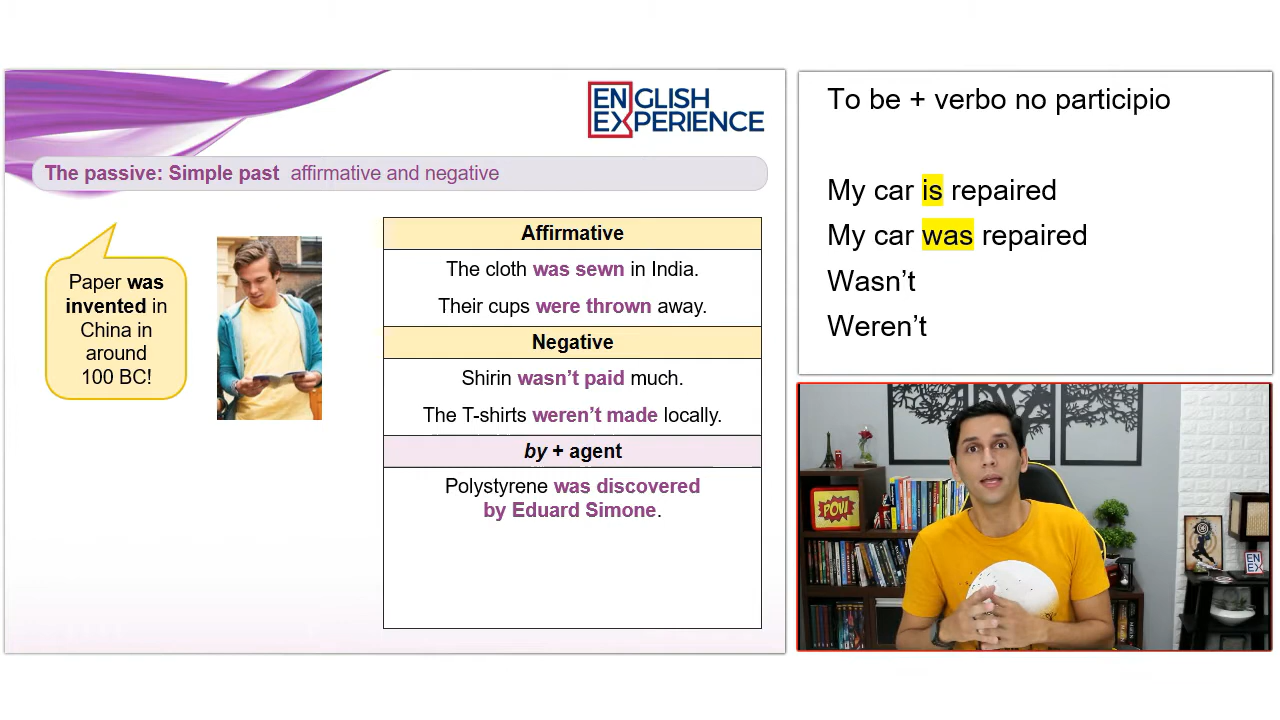 ENGLISH
EXPERIENCE
The passive: Simple past affirmative and negative
Paper was
invented in
China in
around
100 BC!
Affirmative
The cloth was sewn in India.
Their cups were thrown away.
Negative
Shirin wasn’t paid much.
The T-shirts weren’t made locally.
by + agent
Polystyrene was discovered
by Eduard Simone.
To be + verbo no participio
My car is repaired
My car was repaired
Wasn’t
Weren’t
POW!
EN
EX